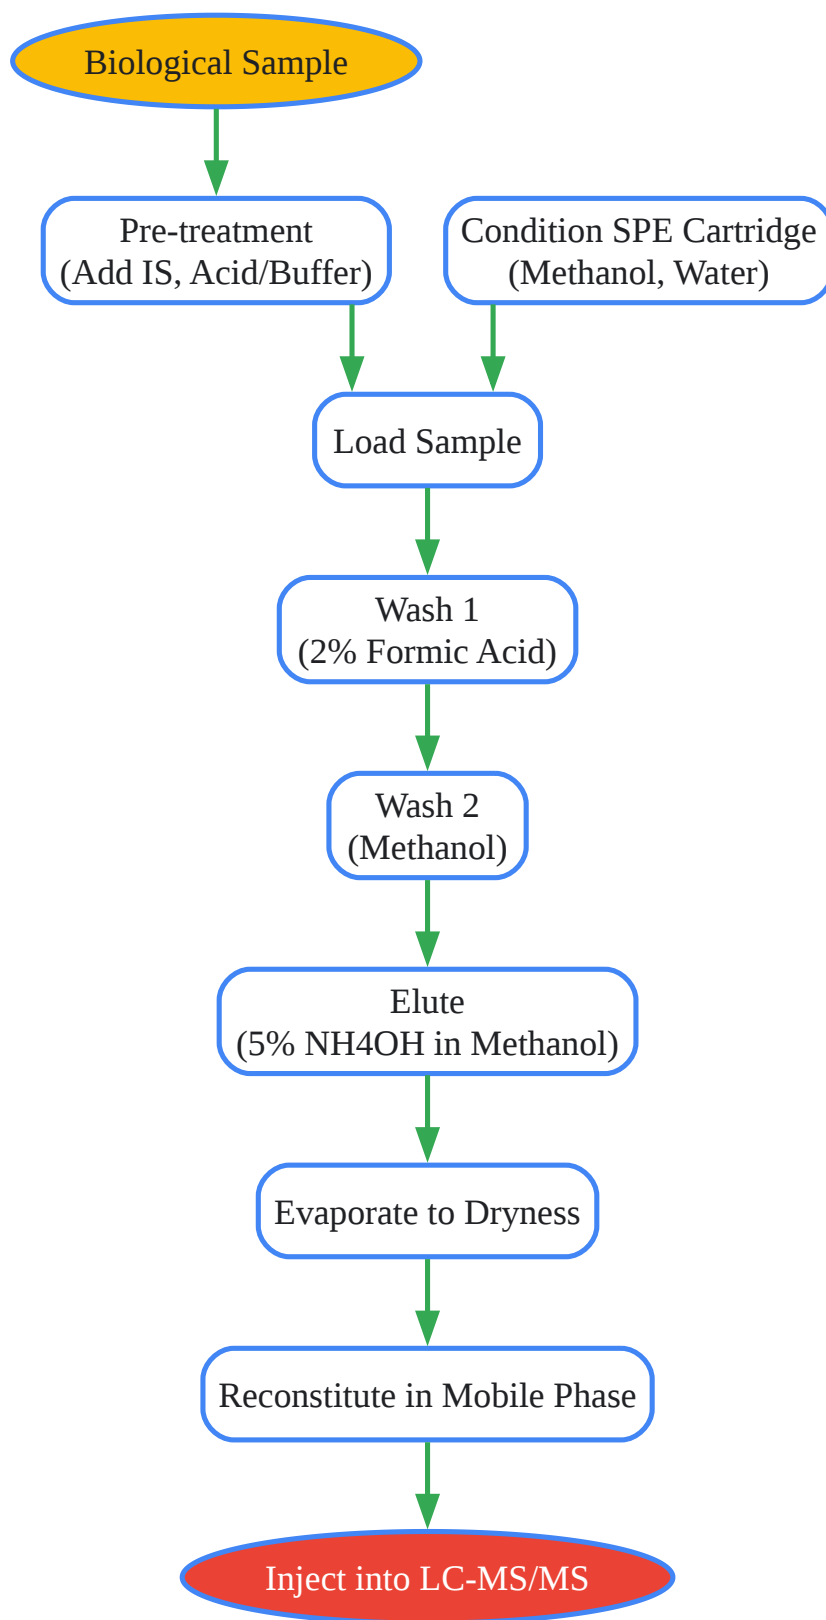 Biological Sample
Pre-treatment
(Add IS, Acid/Buffer)
Condition SPE Cartridge
(Methanol, Water)
Load Sample
Wash 1
(2% Formic Acid)
Wash 2
(Methanol)
Elute
(5% NH4OH in Methanol)
Evaporate to Dryness
Reconstitute in Mobile Phase
Inject into LC-MS/MS